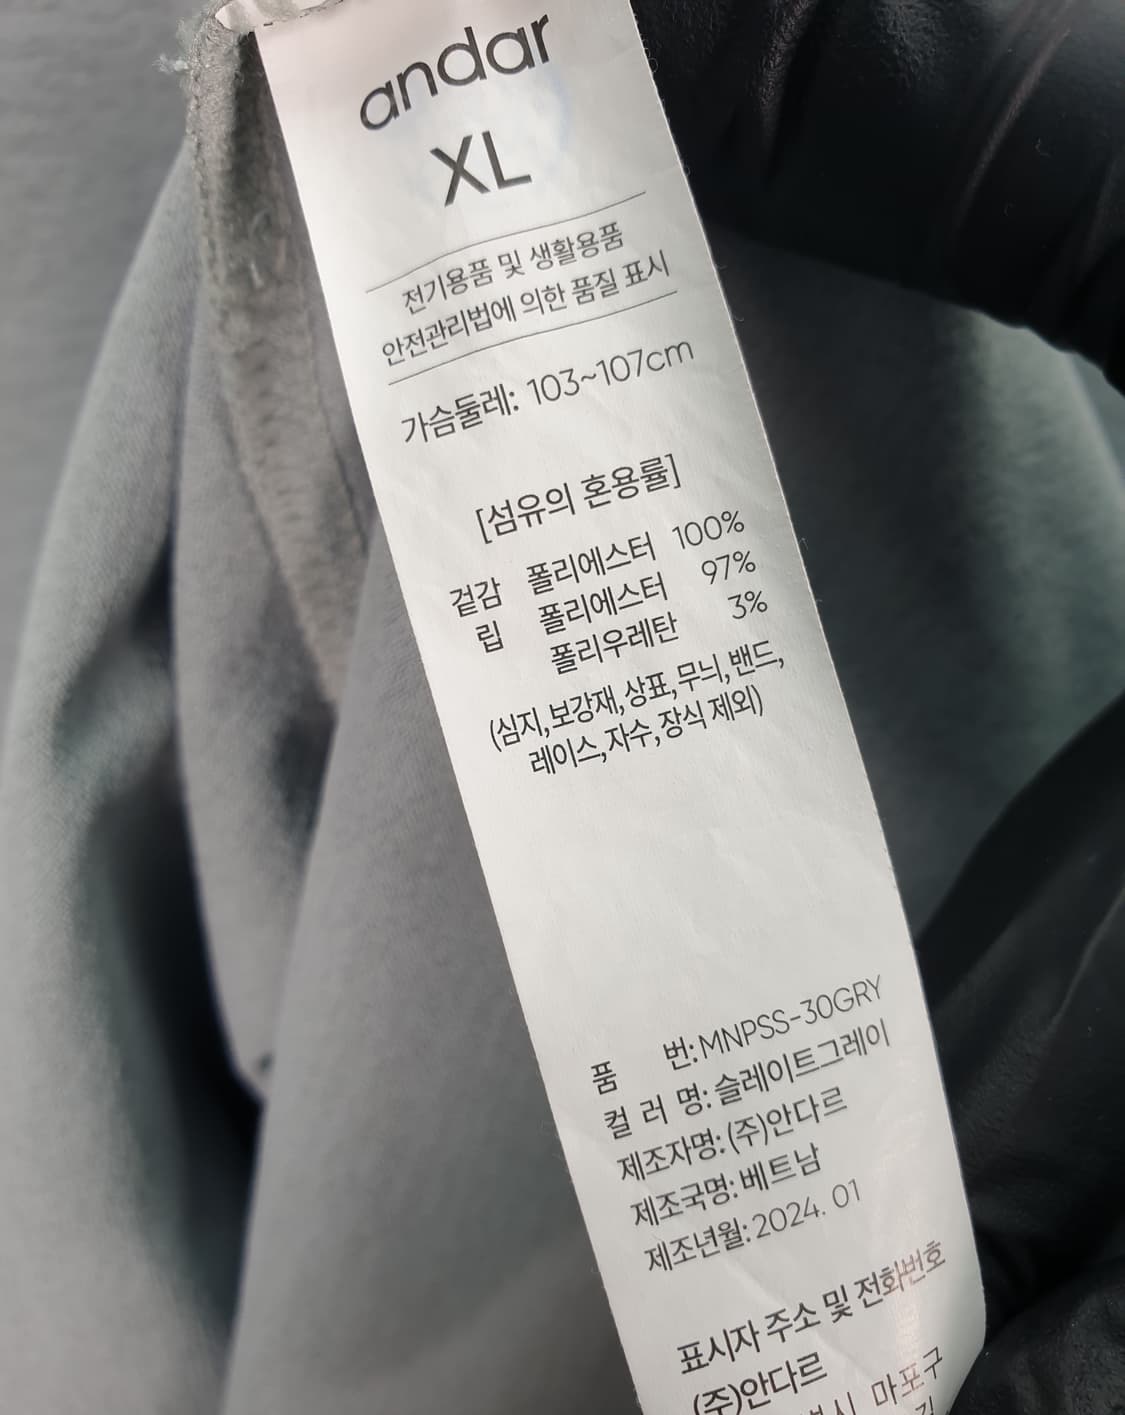 andar
XL
전기용품 및 생활용품
안전관리법에 의한 품질 표시
가슴둘레: 103~107cm
[섬유의 혼용률]
겉감 폴리에스터 100%
립 폴리에스터 97%
폴리우레탄 3%
(심지,보강재,상표,무늬,밴드,
레이스,자수,장식 제외)
품 번: MNPSS-30GRY
컬 러 명: 슬레이트그레이
제조자명: (주)안다르
제조국명: 베트남
제조년월: 2024. 01
표시자 주소 및 전화번호
(주)안다르
마포구